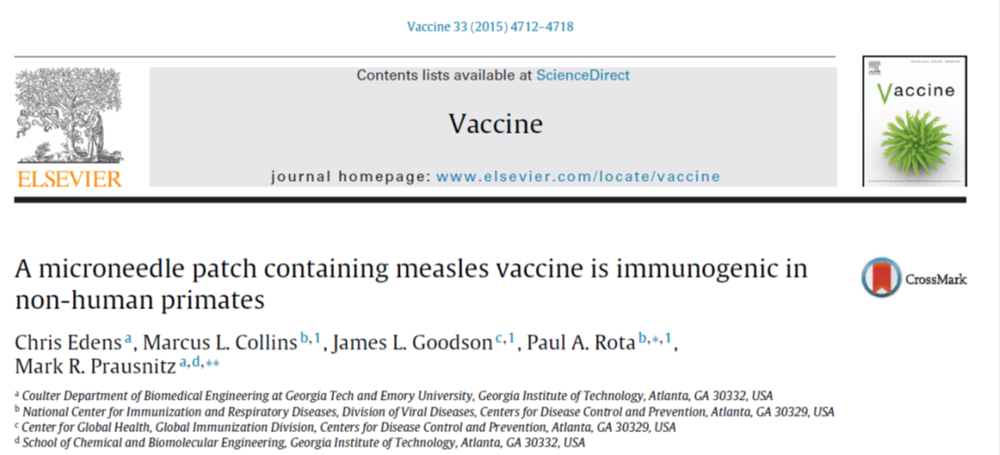 Vaccine 33 (2015) 4712–4718
Contents lists available at ScienceDirect
Vaccine
journal homepage: www.elsevier.com/locate/vaccine
ELSEVIER
Vaccine
A microneedle patch containing measles vaccine is immunogenic in
non-human primates
CrossMark
Chris Edens a, Marcus L. Collins b,1, James L. Goodson c,1, Paul A. Rota b,*,1,
Mark R. Prausnitz a,d,**
a Coulter Department of Biomedical Engineering at Georgia Tech and Emory University, Georgia Institute of Technology, Atlanta, GA 30332, USA
b National Center for Immunization and Respiratory Diseases, Division of Viral Diseases, Centers for Disease Control and Prevention, Atlanta, GA 30329, USA
c Center for Global Health, Global Immunization Division, Centers for Disease Control and Prevention, Atlanta, GA 30329, USA
d School of Chemical and Biomolecular Engineering, Georgia Institute of Technology, Atlanta, GA 30332, USA